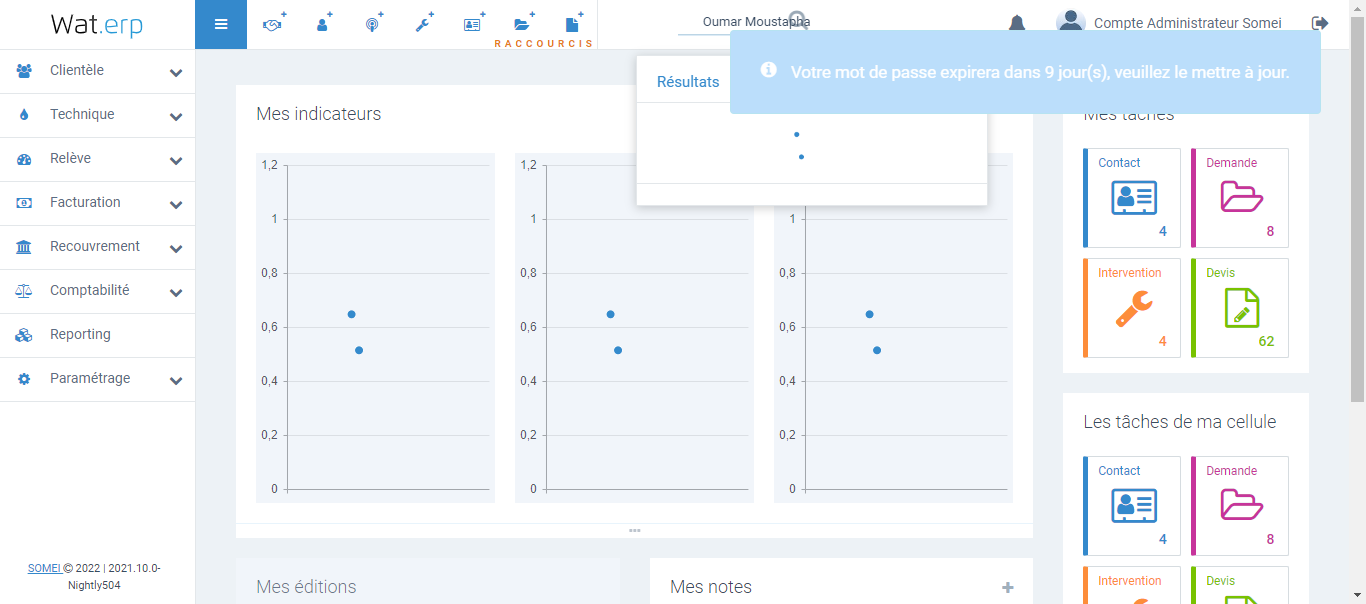 Wat.erp
RACCOURCIS
Oumar Moustapha
Compte Administrateur Somei
Votre mot de passe expirera dans 9 jour(s), veuillez le mettre à jour.
Résultats
Clientèle
Technique
Relève
Facturation
Recouvrement
Comptabilité
Reporting
Paramétrage
SOMEI © 2022 | 2021.10.0-
Nightly504
Mes indicateurs
1,2
1
0,8
0,6
0,4
0,2
0
1,2
1
0,8
0,6
0,4
0,2
0
1
0,8
0,6
0,4
0,2
0
Mes éditions
Mes notes
Mes tâches
Contact
4
Demande
8
Intervention
4
Devis
62
Les tâches de ma cellule
Contact
4
Demande
8
Intervention
Devis